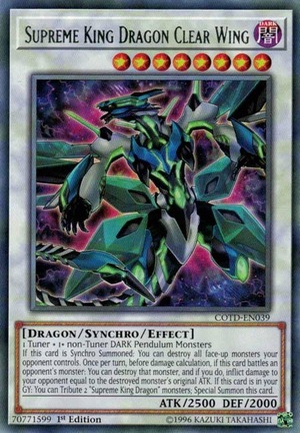 SUPREME KING DRAGON CLEAR WING
DARK
闇
COTD-EN039
[DRAGON/SYNCHRO/EFFECT]
1 Tuner + 1+ non-Tuner DARK Pendulum Monsters
If this card is Synchro Summoned: You can destroy all face-up monsters your
opponent controls. Once per turn, before damage calculation, if this card battles an
opponent's monster: You can destroy that monster, and if you do, inflict damage to
your opponent equal to the destroyed monster's original ATK. If this card is in your
GY: You can Tribute 2 "Supreme King Dragon" monsters; Special Summon this card.
ATK/2500 DEF/2000
70771599 1st Edition ©1996 KAZUKI TAKAHASHI